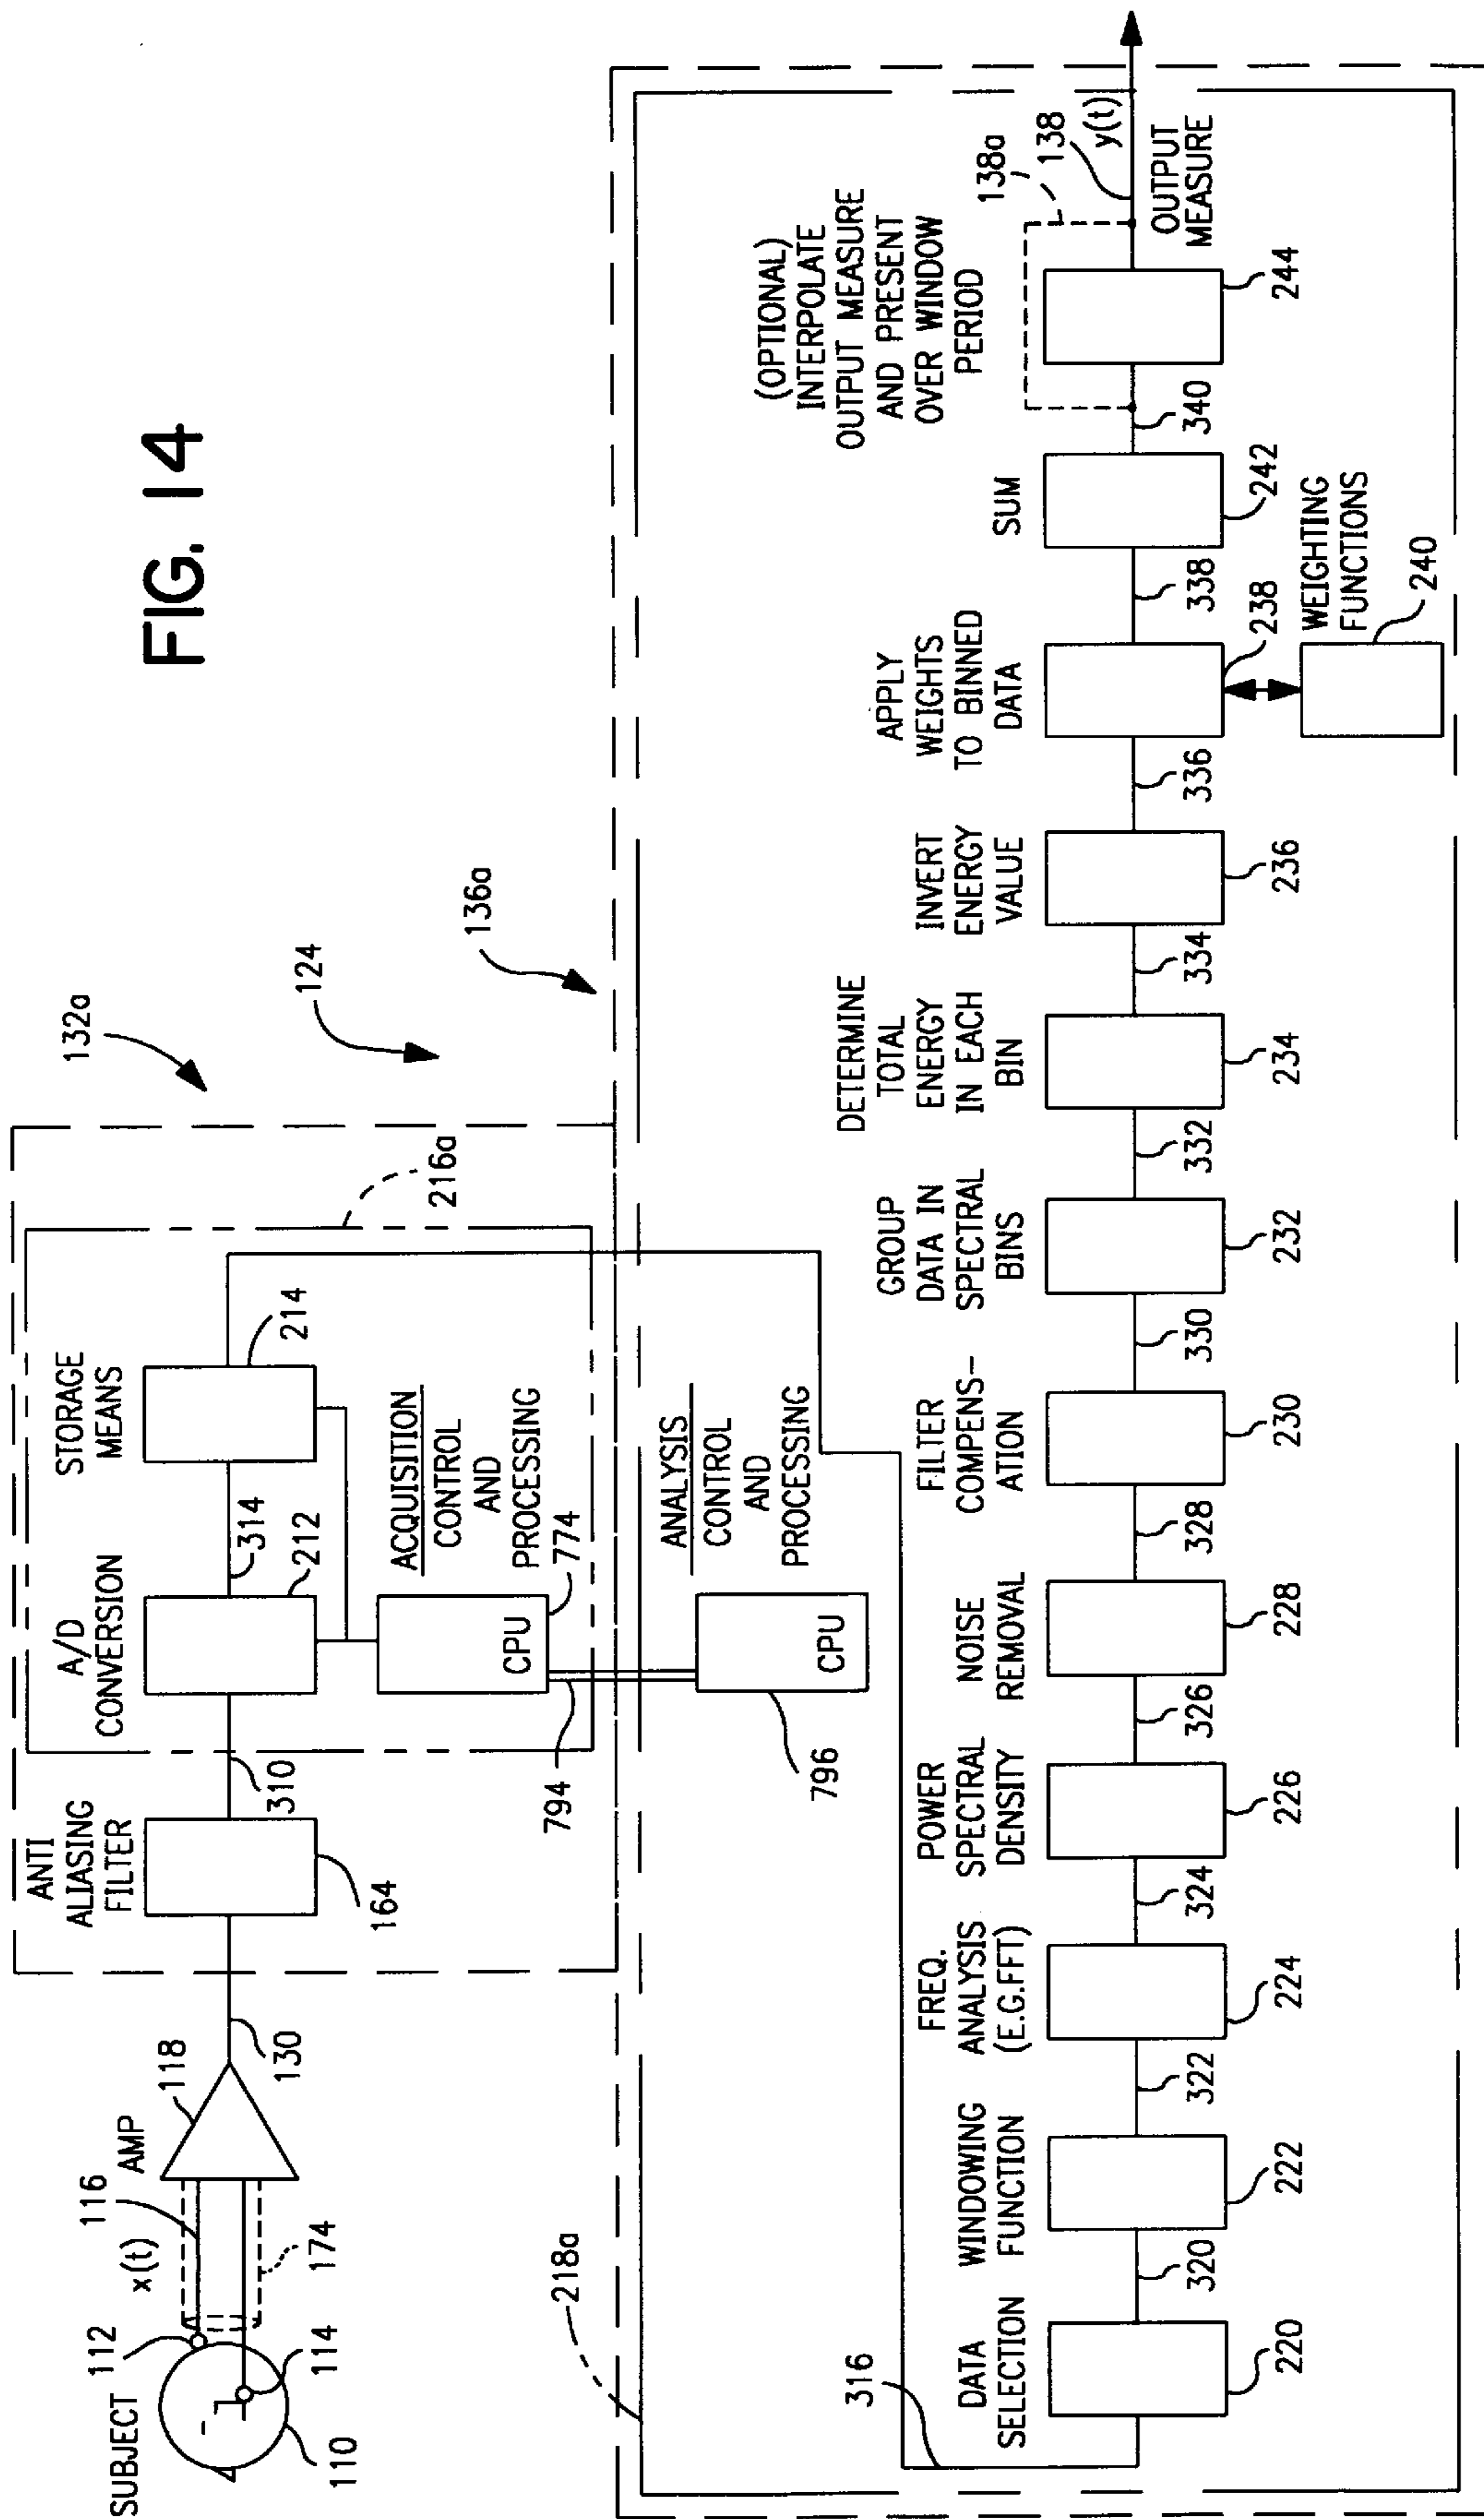 FIG. 14
SUBJECT
110
112
114
116
x(t)
174
AMP
118
130
132a
124
136a
ANTI
ALIASING
FILTER
164
310
A/D
CONVERSION
212
314
STORAGE
MEANS
214
216a
ACQUISITION
CONTROL
AND
PROCESSING
774
CPU
794
ANALYSIS
CONTROL
AND
PROCESSING
CPU
796
218a
316
DATA
SELECTION
220
320
WINDOWING
FUNCTION
222
322
FREQ.
ANALYSIS
(E.G.FFT)
224
324
POWER
SPECTRAL
DENSITY
226
326
NOISE
REMOVAL
228
328
FILTER
COMPENS-
ATION
230
330
GROUP
DATA IN
SPECTRAL
BINS
232
332
DETERMINE
TOTAL
ENERGY
IN EACH
BIN
234
334
INVERT
ENERGY
VALUE
236
336
APPLY
WEIGHTS
TO BINNED
DATA
238
WEIGHTING
FUNCTIONS
240
338
SUM
242
340
(OPTIONAL)
INTERPOLATE
OUTPUT MEASURE
AND PRESENT
OVER WINDOW
PERIOD
244
138a
138
y(t)
OUTPUT
MEASURE